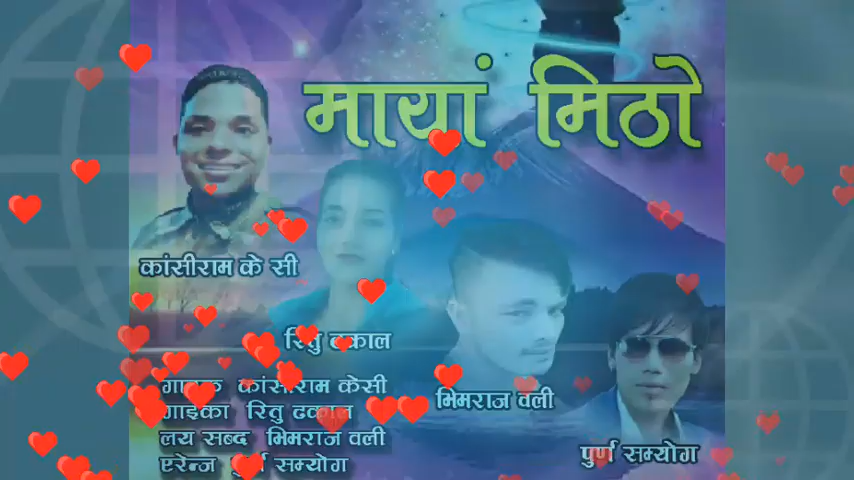 मायां मिठो
कांसीराम के सी
रितु ढकाल
भिमराज वली
पुर्ण सम्योग
गायक कांसीराम केसी
गाइका रितु ढकाल
लय सब्द भिमराज वली
एरेन्ज पुर्ण सम्योग